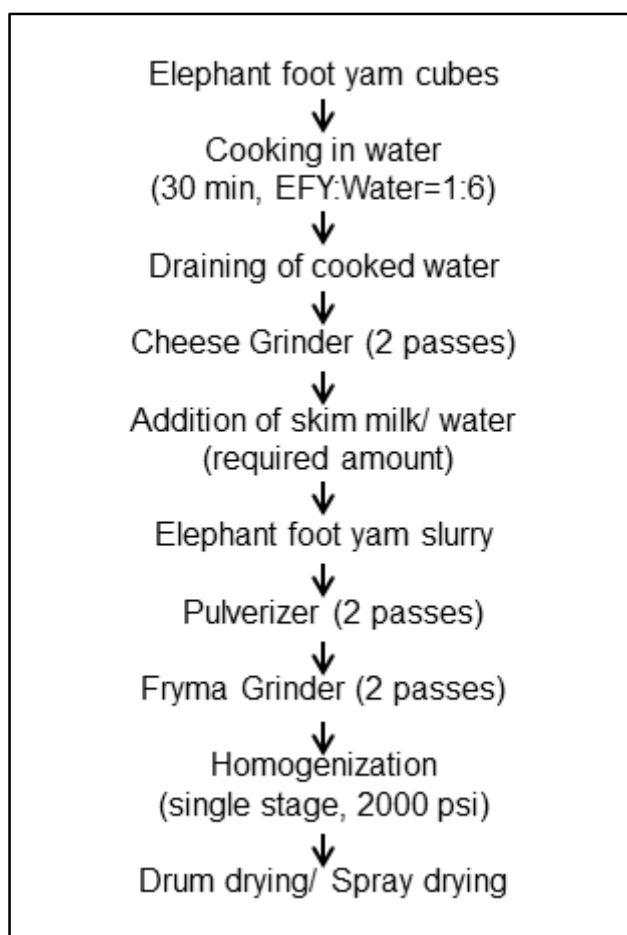 Elephant foot yam cubes
Cooking in water
(30 min, EFY:Water=1:6)
Draining of cooked water
Cheese Grinder (2 passes)
Addition of skim milk/ water
(required amount)
Elephant foot yam slurry
Pulverizer (2 passes)
Fryma Grinder (2 passes)
Homogenization
(single stage, 2000 psi)
Drum drying/ Spray drying